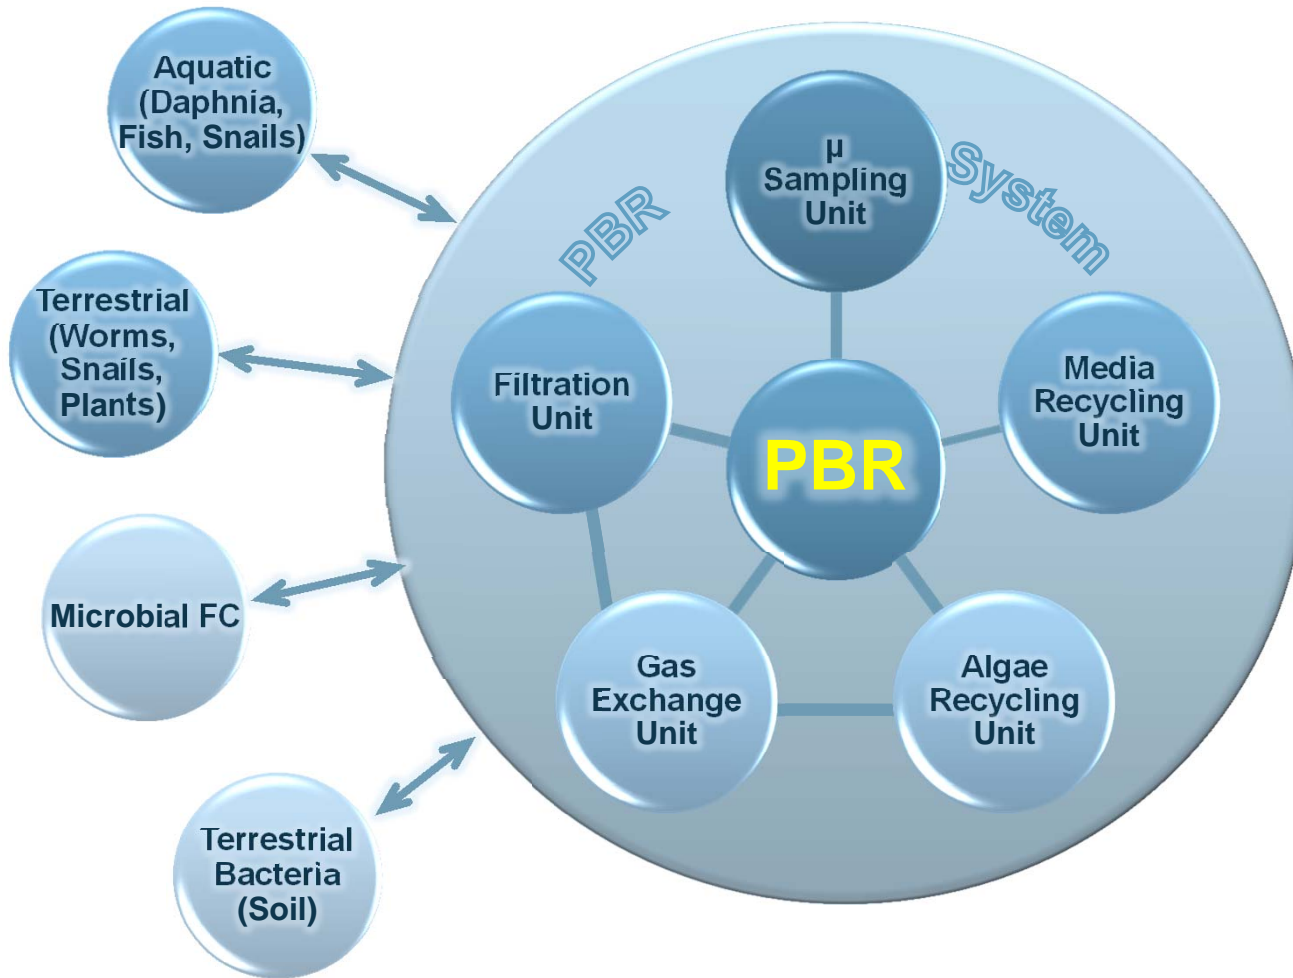 Aquatic
(Daphnia,
Fish, Snails)
Terrestrial
(Worms,
Snails,
Plants)
Microbial FC
Terrestrial
Bacteria
(Soil)
PBR System
µ
Sampling
Unit
Filtration
Unit
Media
Recycling
Unit
PBR
Gas
Exchange
Unit
Algae
Recycling
Unit